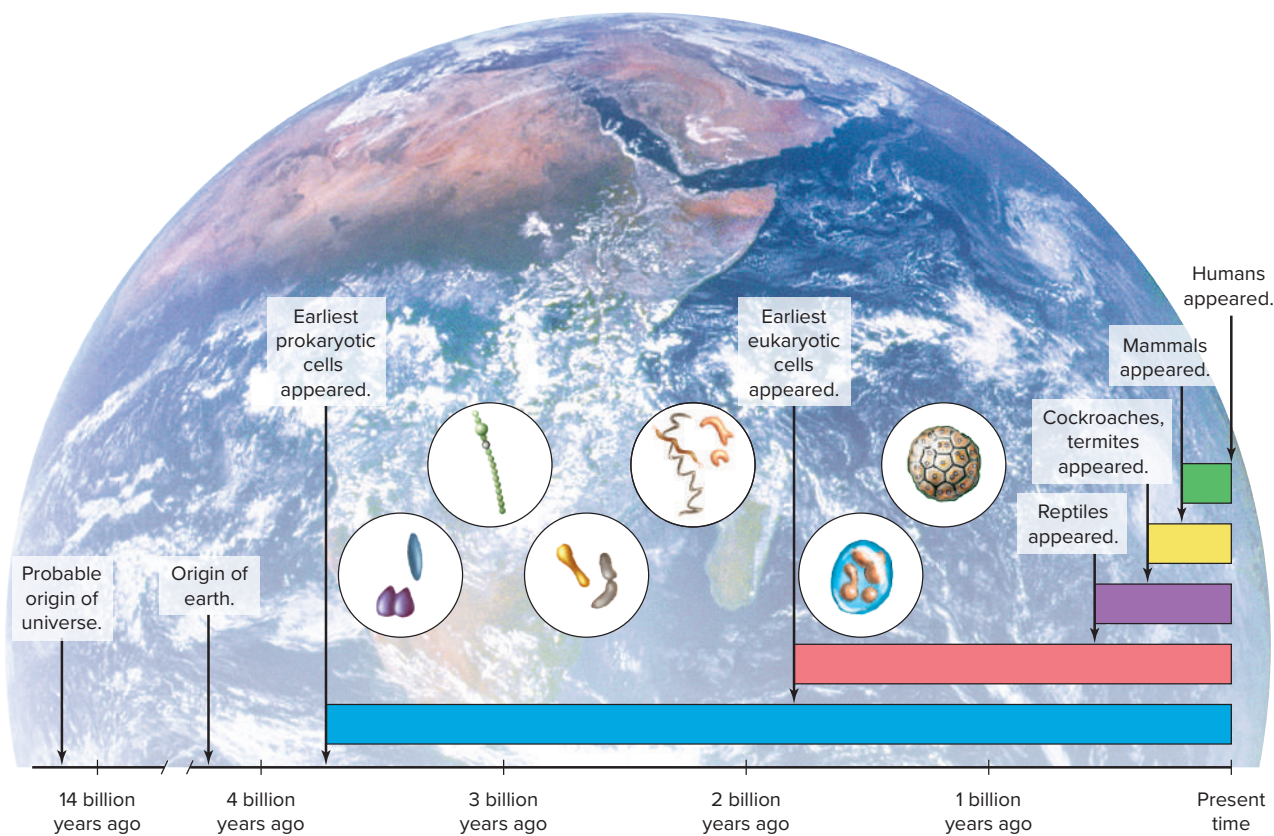 Humans
appeared.
Mammals
appeared.
Earliest
prokaryotic
cells
appeared.
Earliest
eukaryotic
cells
appeared.
Cockroaches,
termites
appeared.
Reptiles
appeared.
Probable
origin of
universe.
Origin of
earth.
14 billion
years ago
4 billion
years ago
3 billion
years ago
2 billion
years ago
1 billion
years ago
Present
time